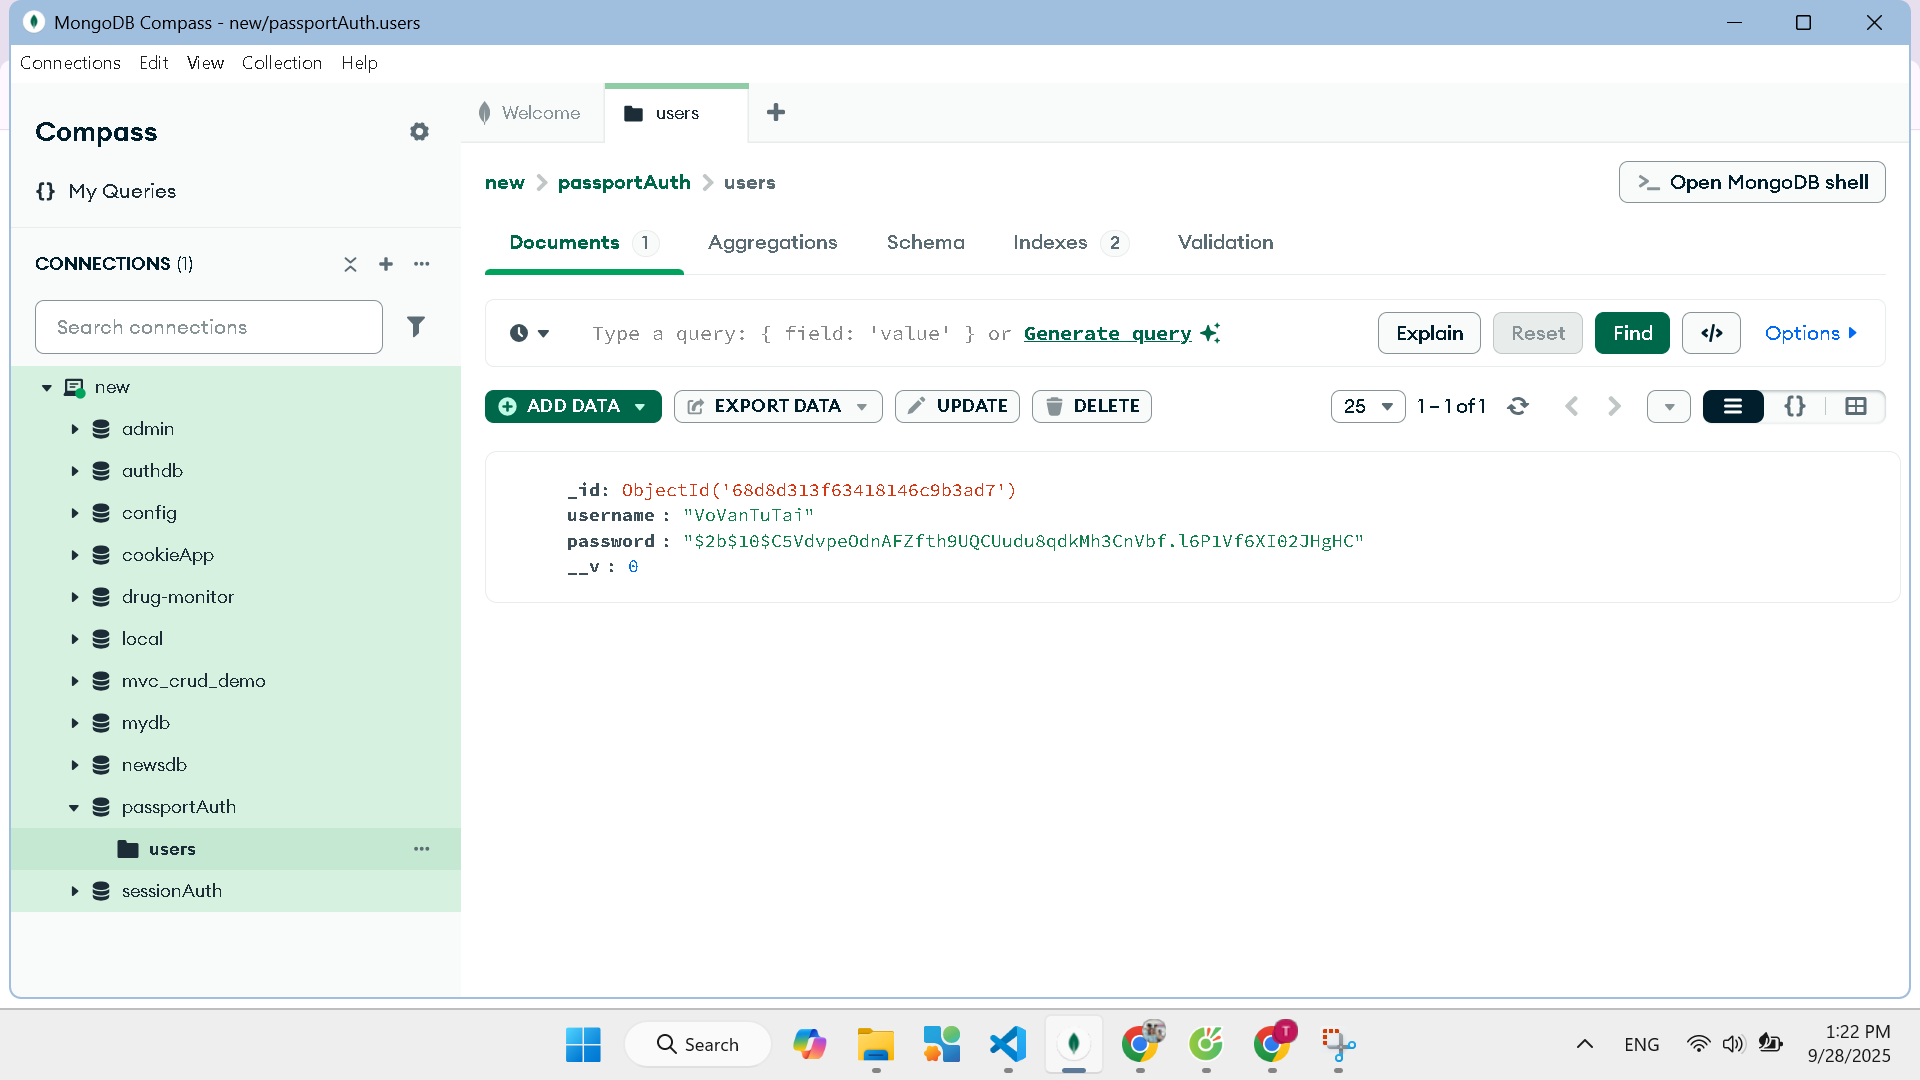 MongoDB Compass - new/passportAuth.users
Connections Edit View Collection Help
Compass
{} My Queries
CONNECTIONS (1)
Search connections
new
admin
authdb
config
cookieApp
drug-monitor
local
mvc_crud_demo
mydb
newsdb
passportAuth
users
sessionAuth
Welcome
users
new > passportAuth > users
>_ Open MongoDB shell
Documents 1 Aggregations Schema Indexes 2 Validation
Type a query: { field: 'value' } or Generate query
Explain Reset Find </> Options
ADD DATA EXPORT DATA UPDATE DELETE
25 1 – 1 of 1 {}
_id: ObjectId('68d8d313f63418146c9b3ad7')
username : "VoVanTuTai"
password : "$2b$10$C5VdvpeOdnAFZfth9UQCUudu8qdkMh3CnVbf.l6P1Vf6XI02JHgHC"
__v : 0
Search
T
ENG
1:22 PM
9/28/2025